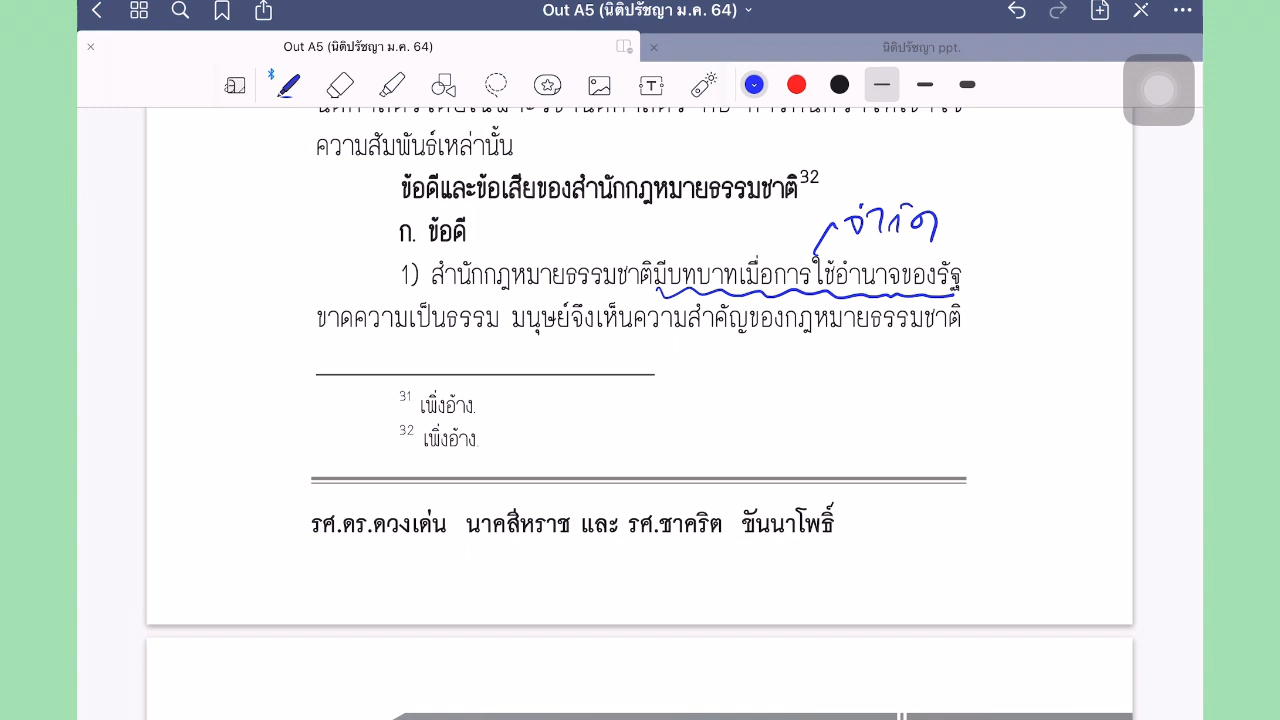 Out A5 (นิติปรัชญา ม.ค. 64)
Out A5 (นิติปรัชญา ม.ค. 64)
นิติปรัชญา ppt.
ความสัมพันธ์เหล่านั้น
ข้อดีและข้อเสียของสำนักกฎหมายธรรมชาติ32
ก. ข้อดี
จำกัด
1) สำนักกฎหมายธรรมชาติมีบทบาทเมื่อการใช้อำนาจของรัฐ
ขาดความเป็นธรรม มนุษย์จึงเห็นความสำคัญของกฎหมายธรรมชาติ
31 เพิ่งอ้าง.
32 เพิ่งอ้าง.
รศ.ดร.ดวงเด่น นาคสีหราช และ รศ.ชาคริต ขันนาโพธิ์